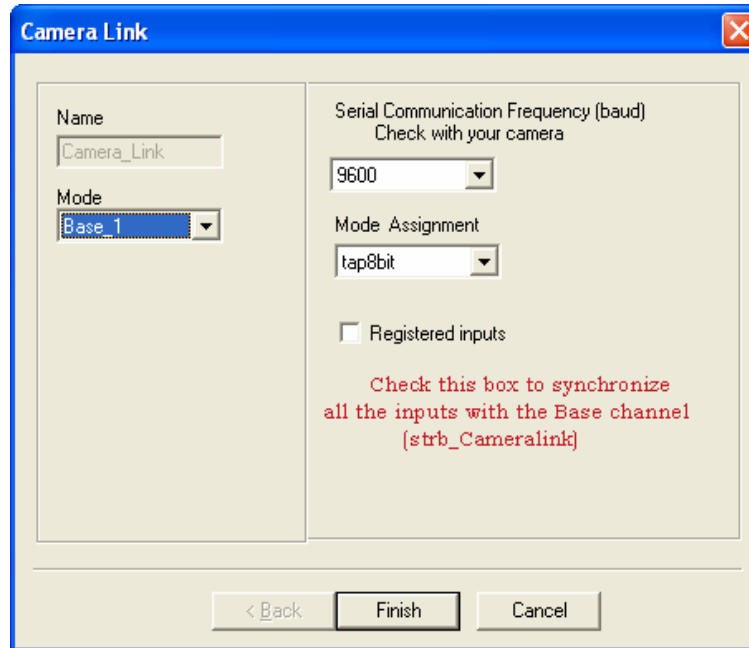 Camera Link
Name
Camera_Link
Mode
Base_1
Serial Communication Frequency (baud)
Check with your camera
9600
Mode Assignment
tap8bit
Registered inputs
Check this box to synchronize
all the inputs with the Base channel
(strb_Cameralink)
< Back
Finish
Cancel